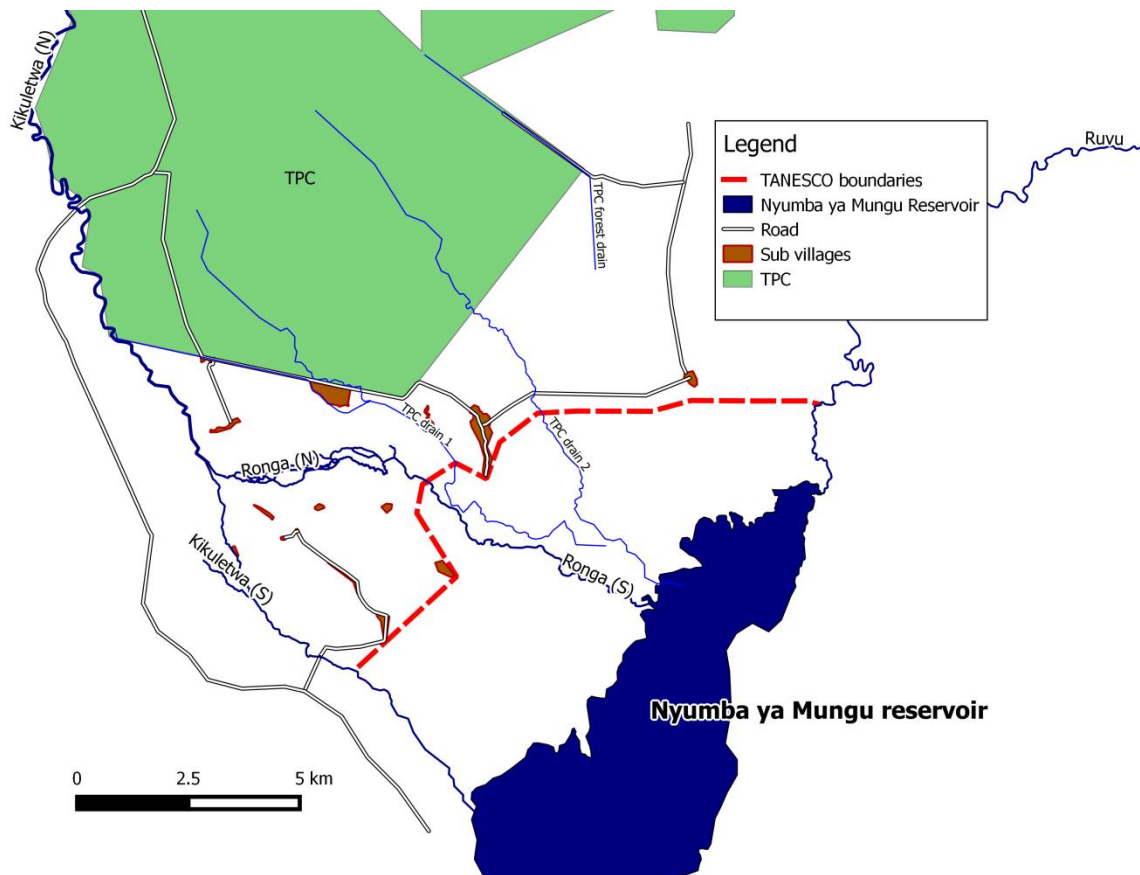 Kikuletwa (N)
TPC
TPC forest drain
Legend
TANESCO boundaries
Nyumba ya Mungu Reservoir
Road
Sub villages
TPC
Ruvu
TPC drain 1
TPC drain 2
Ronga (N)
Kikuletwa (S)
Ronga (S)
Nyumba ya Mungu reservoir
0 2.5 5 km